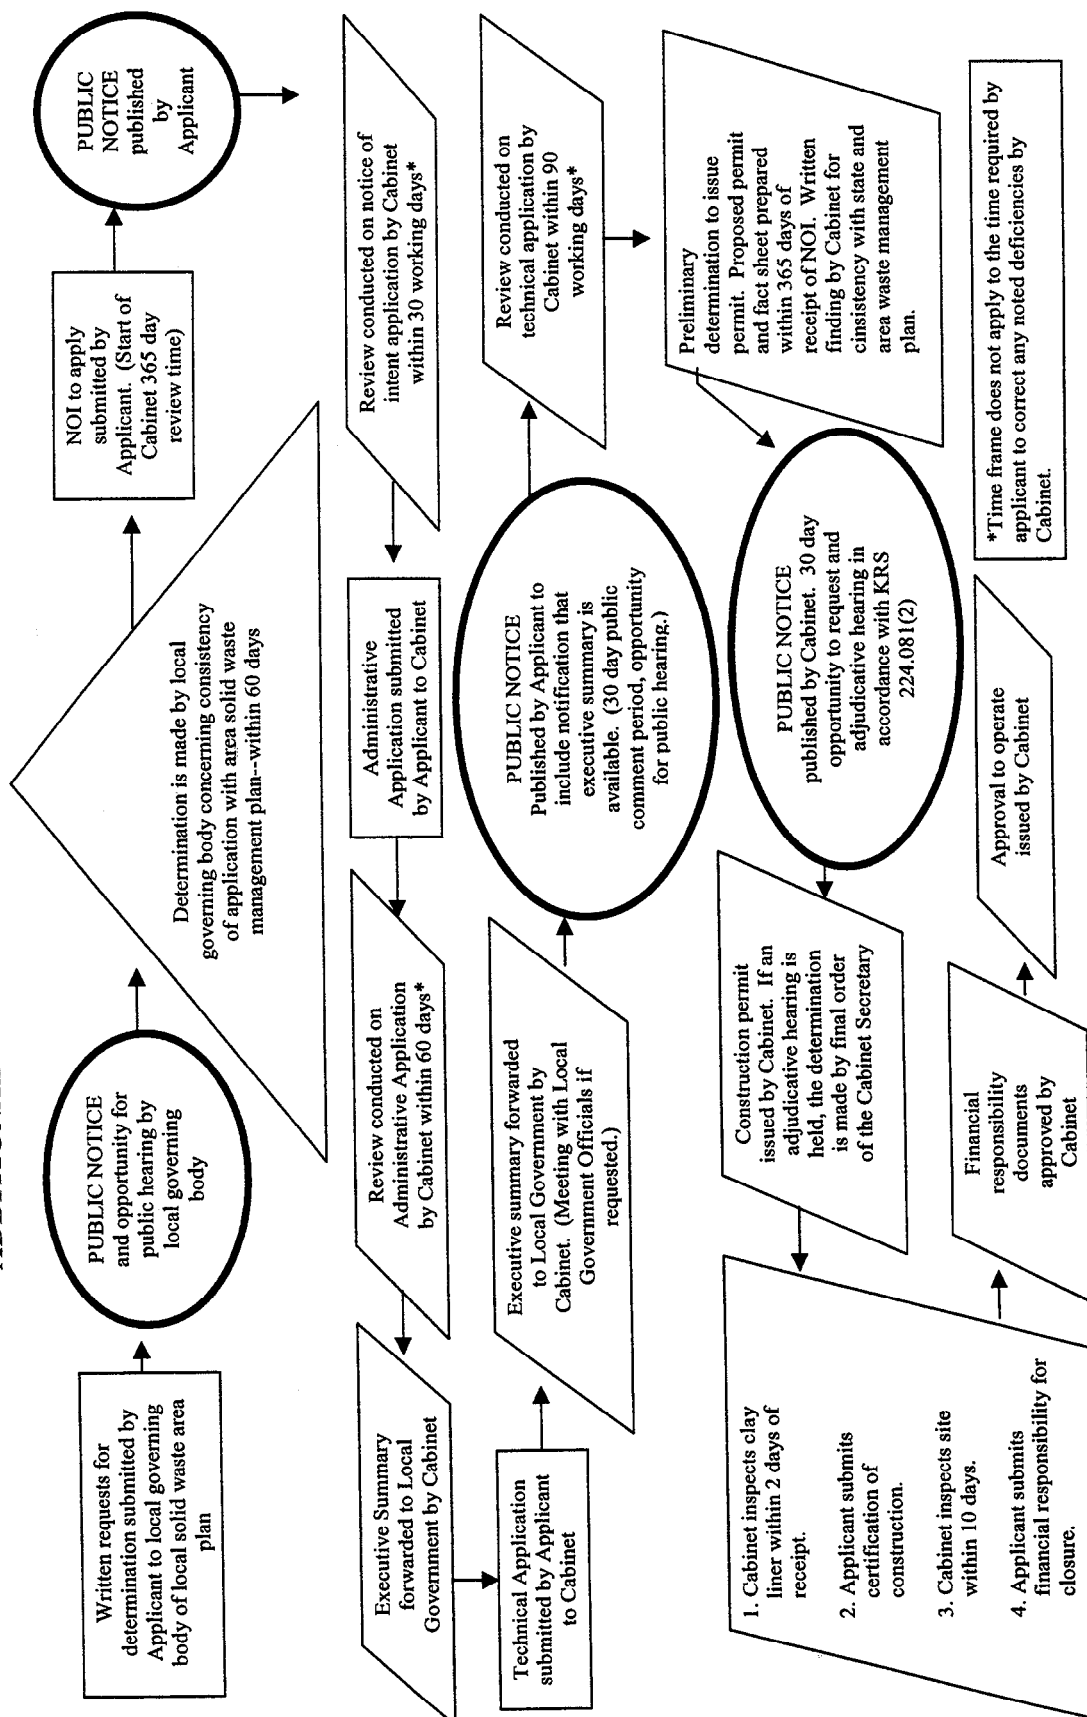 Written requests for
determination submitted by
Applicant to local governing
body of local solid waste area
plan
PUBLIC NOTICE
and opportunity for
public hearing by
local governing
body
Determination is made by local
governing body concerning consistency
of application with area solid waste
management plan--within 60 days
NOI to apply
submitted by
Applicant. (Start of
Cabinet 365 day
review time)
PUBLIC
NOTICE
published
by
Applicant
Review conducted on notice of
intent application by Cabinet
within 30 working days*
Administrative
Application submitted
by Applicant to Cabinet
Review conducted on
Administrative Application
by Cabinet within 60 days*
Executive Summary
forwarded to Local
Government by Cabinet
Technical Application
submitted by Applicant
to Cabinet
Executive summary forwarded
to Local Government by
Cabinet. (Meeting with Local
Government Officials if
requested.)
PUBLIC NOTICE
Published by Applicant to
include notification that
executive summary is
available. (30 day public
comment period, opportunity
for public hearing.)
Review conducted on
technical application by
Cabinet within 90
working days*
Preliminary
determination to issue
permit. Proposed permit
and fact sheet prepared
within 365 days of
receipt of NOI. Written
finding by Cabinet for
cinsistency with state and
area waste management
plan.
PUBLIC NOTICE
published by Cabinet. 30 day
opportunity to request and
adjudicative hearing in
accordance with KRS
224.081(2)
Construction permit
issued by Cabinet. If an
adjudicative hearing is
held, the determination
is made by final order
of the Cabinet Secretary
1. Cabinet inspects clay
liner within 2 days of
receipt.
2. Applicant submits
certification of
construction.
3. Cabinet inspects site
within 10 days.
4. Applicant submits
financial responsibility for
closure.
Financial
responsibility
documents
approved by
Cabinet
Approval to operate
issued by Cabinet
*Time frame does not apply to the time required by
applicant to correct any noted deficiencies by
Cabinet.